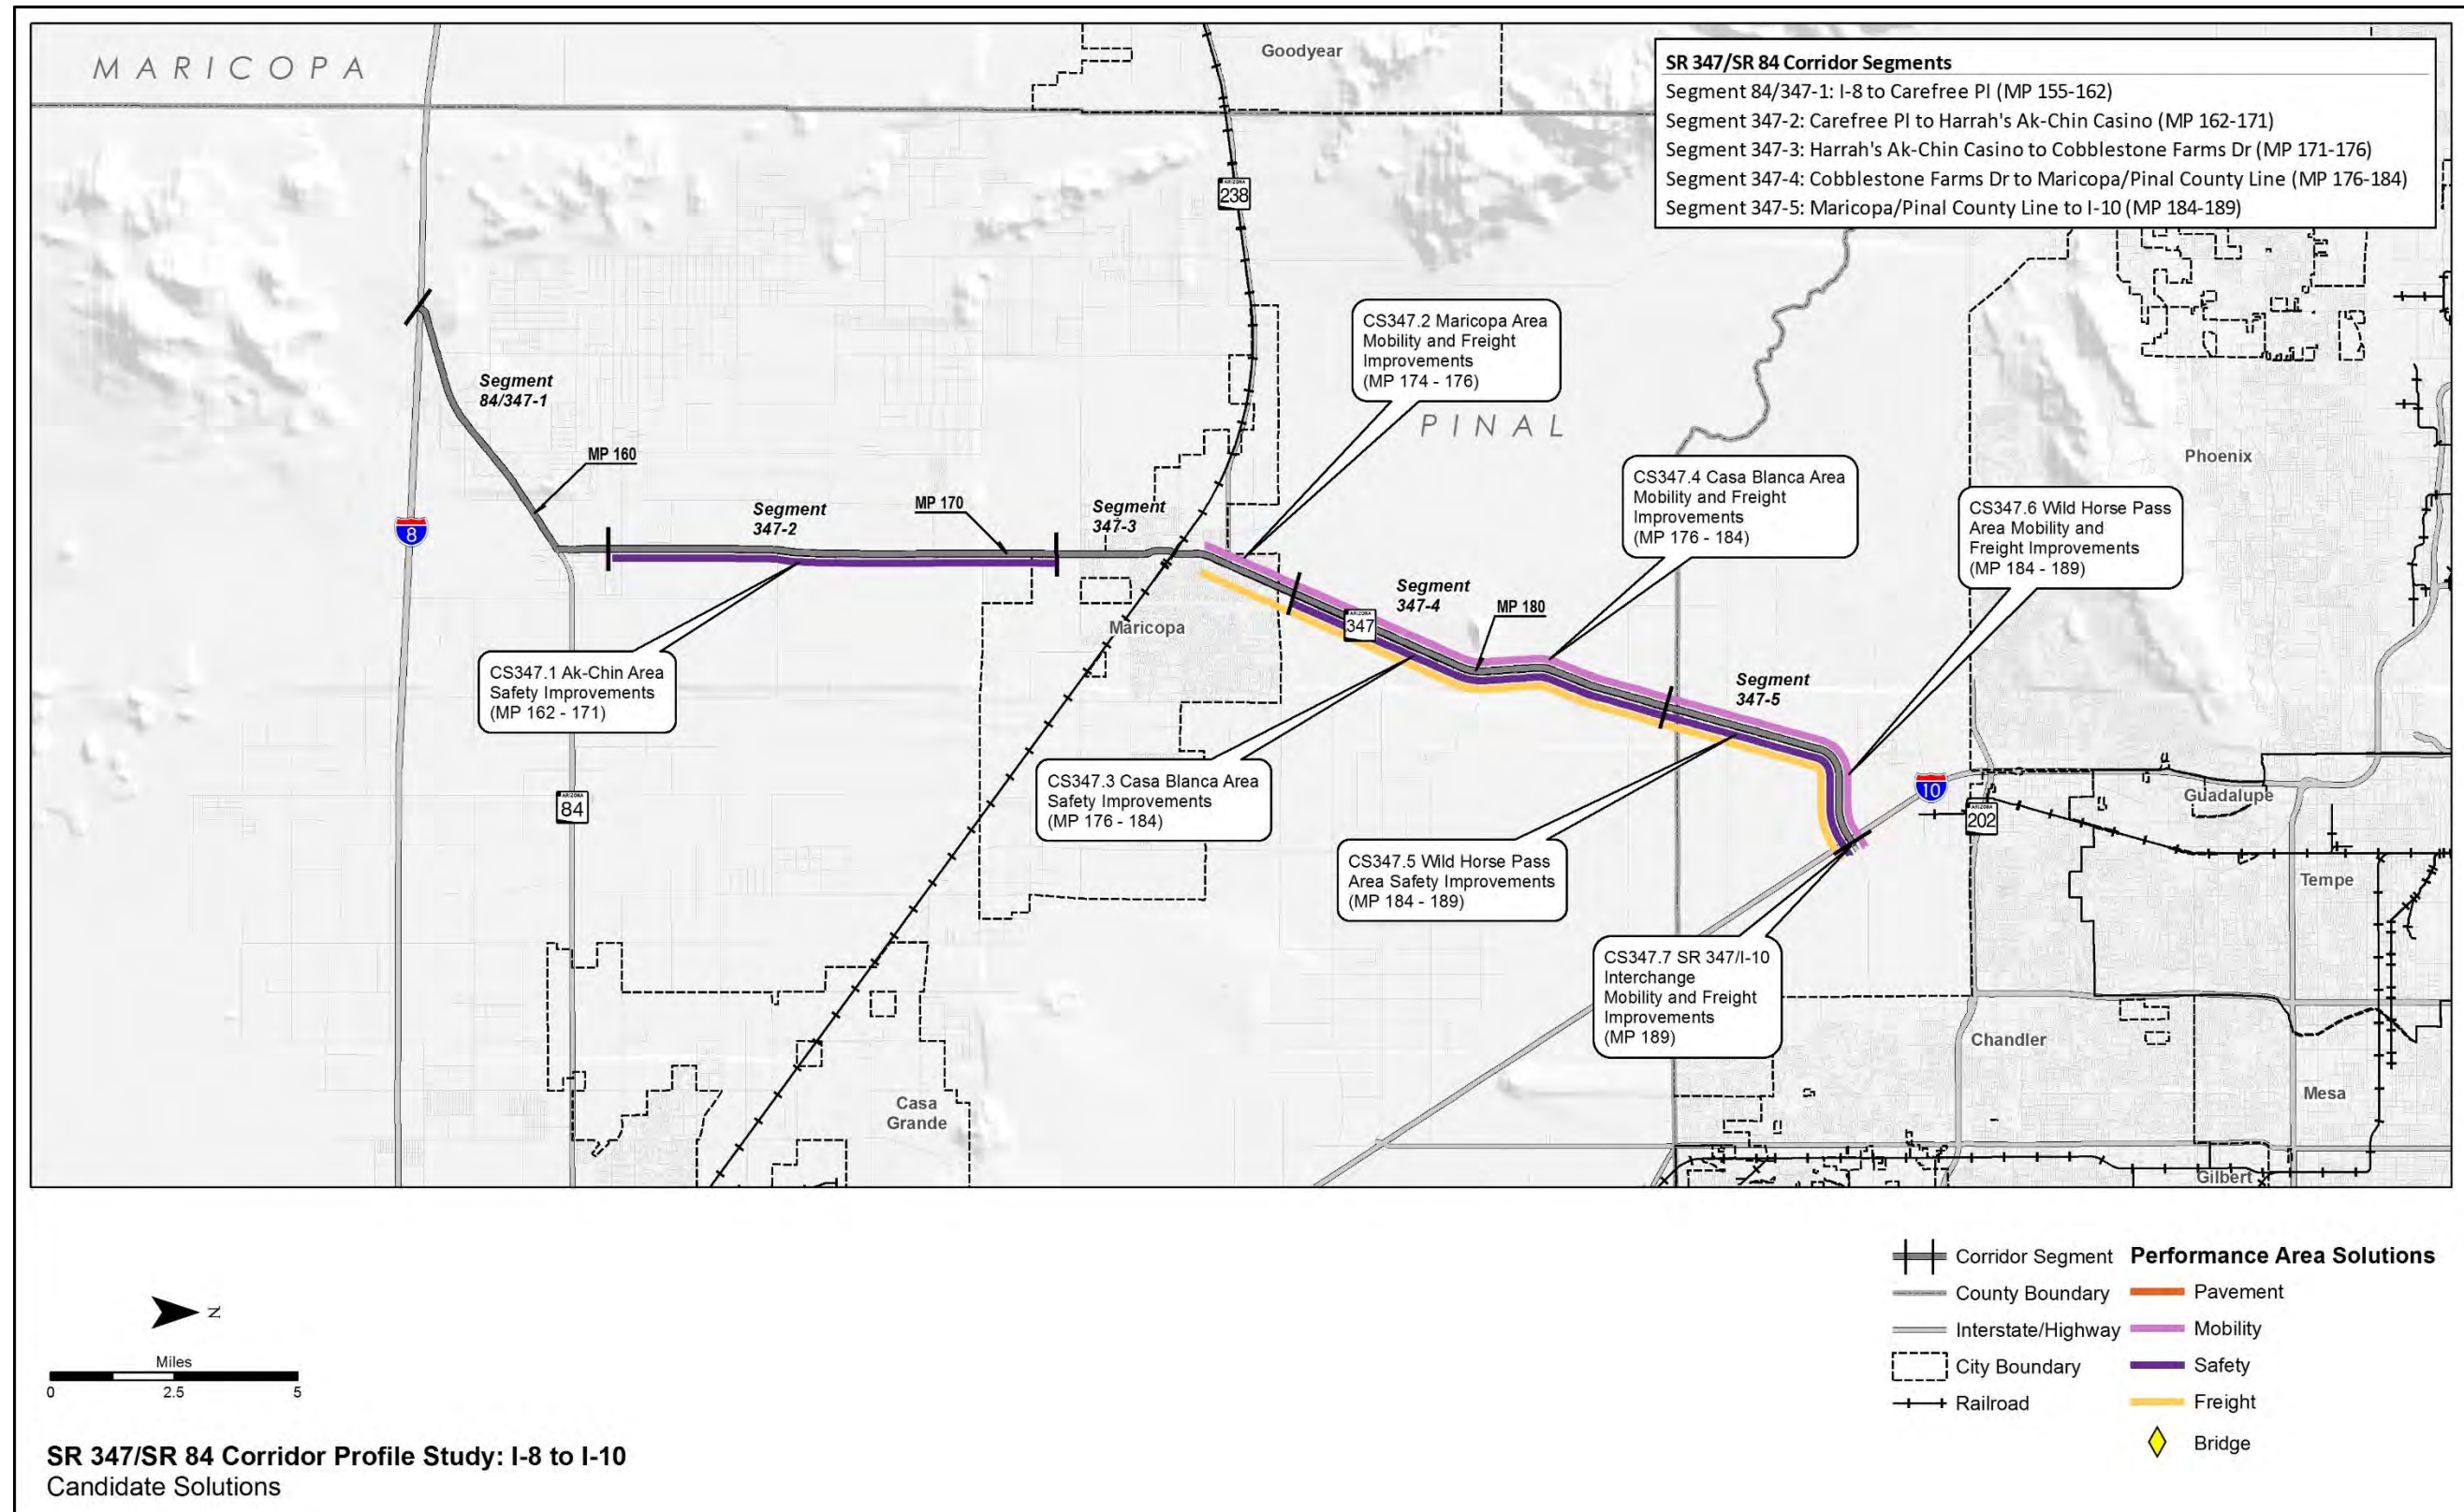 MARICOPA
Goodyear
SR 347/SR 84 Corridor Segments
Segment 84/347-1: I-8 to Carefree Pl (MP 155-162)
Segment 347-2: Carefree Pl to Harrah's Ak-Chin Casino (MP 162-171)
Segment 347-3: Harrah's Ak-Chin Casino to Cobblestone Farms Dr (MP 171-176)
Segment 347-4: Cobblestone Farms Dr to Maricopa/Pinal County Line (MP 176-184)
Segment 347-5: Maricopa/Pinal County Line to I-10 (MP 184-189)
ARIZONA
238
CS347.2 Maricopa Area
Mobility and Freight
Improvements
(MP 174 - 176)
PINAL
Segment
84/347-1
MP 160
Segment
347-2
MP 170
Segment
347-3
8
CS347.4 Casa Blanca Area
Mobility and Freight
Improvements
(MP 176 - 184)
Phoenix
CS347.6 Wild Horse Pass
Area Mobility and
Freight Improvements
(MP 184 - 189)
Segment
347-4
MP 180
ARIZONA
347
Maricopa
CS347.1 Ak-Chin Area
Safety Improvements
(MP 162 - 171)
Segment
347-5
CS347.3 Casa Blanca Area
Safety Improvements
(MP 176 - 184)
ARIZONA
84
10
ARIZONA
202
Guadalupe
CS347.5 Wild Horse Pass
Area Safety Improvements
(MP 184 - 189)
Tempe
CS347.7 SR 347/I-10
Interchange
Mobility and Freight
Improvements
(MP 189)
Chandler
Mesa
Casa
Grande
Gilbert
Corridor Segment
County Boundary
Interstate/Highway
City Boundary
Railroad
Performance Area Solutions
Pavement
Mobility
Safety
Freight
Bridge
N
Miles
0 2.5 5
SR 347/SR 84 Corridor Profile Study: I-8 to I-10
Candidate Solutions